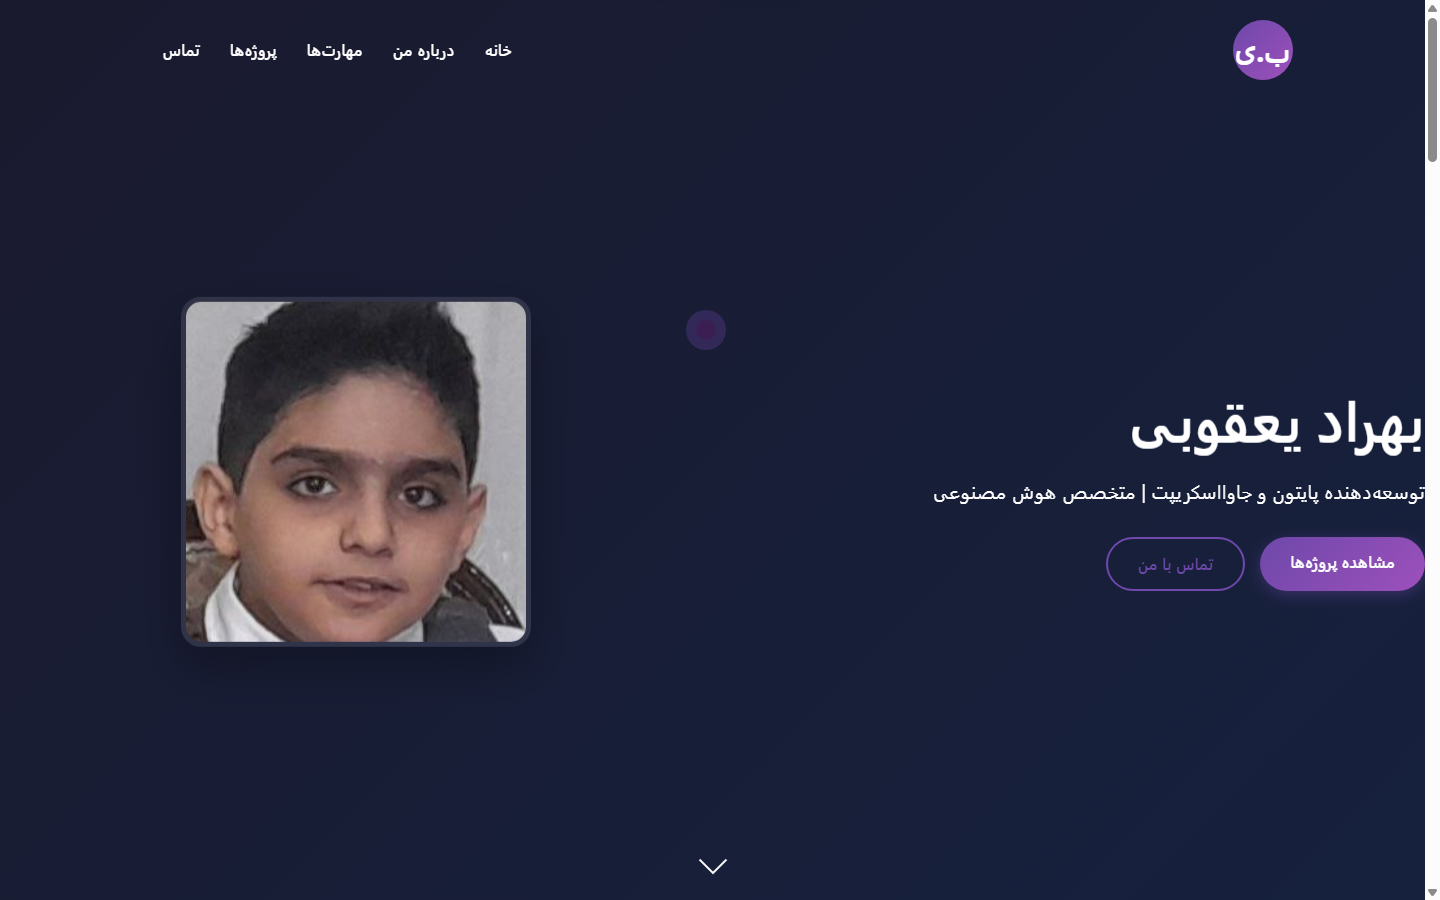 ب.ی
خانه
درباره من
مهارت‌ها
پروژه‌ها
تماس
بهراد یعقوبی
توسعه‌دهنده پایتون و جاوااسکریپت | متخصص هوش مصنوعی
مشاهده پروژه‌ها
تماس با من